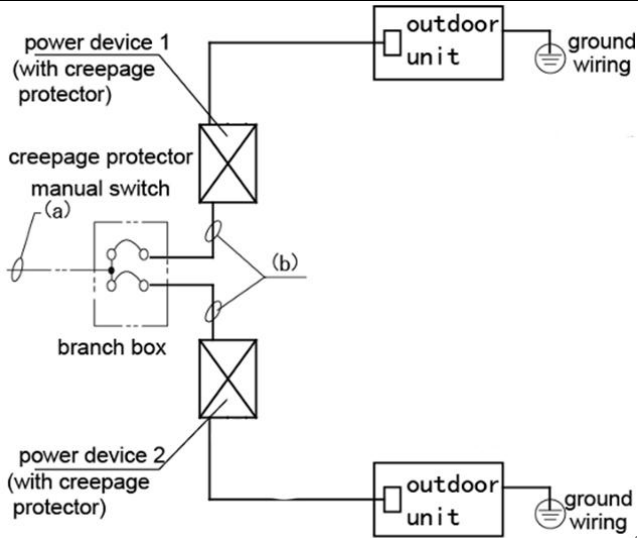 power device 1
(with creepage
protector)
outdoor
unit
ground
wiring
creepage protector
manual switch
(a)
(b)
branch box
power device 2
(with creepage
protector)
outdoor
unit
ground
wiring